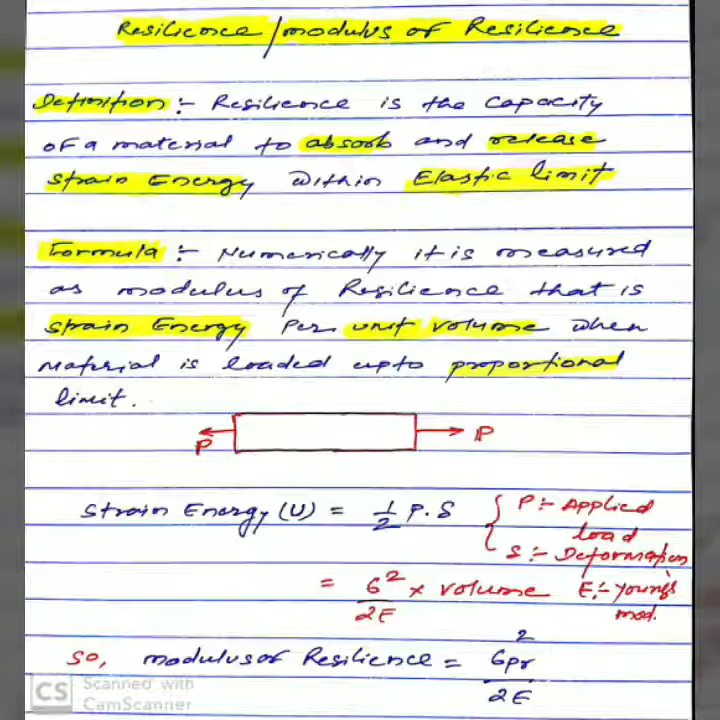 Resilience/modulus of Resilience
Definition :- Resilience is the capacity
of a material to absorb and release
strain Energy within Elastic limit
Formula :- Numerically it is measured
as modulus of Resilience that is
strain Energy per unit volume when
material is loaded upto proportional
limit.
P P
Strain Energy (U) = 1/2 P.δ { P :- Applied
load
δ :- Deformation
= σ²/2E × volume E :- young's
mod.
so, modulus of Resilience = σpr²/2E
CS Scanned with
CamScanner